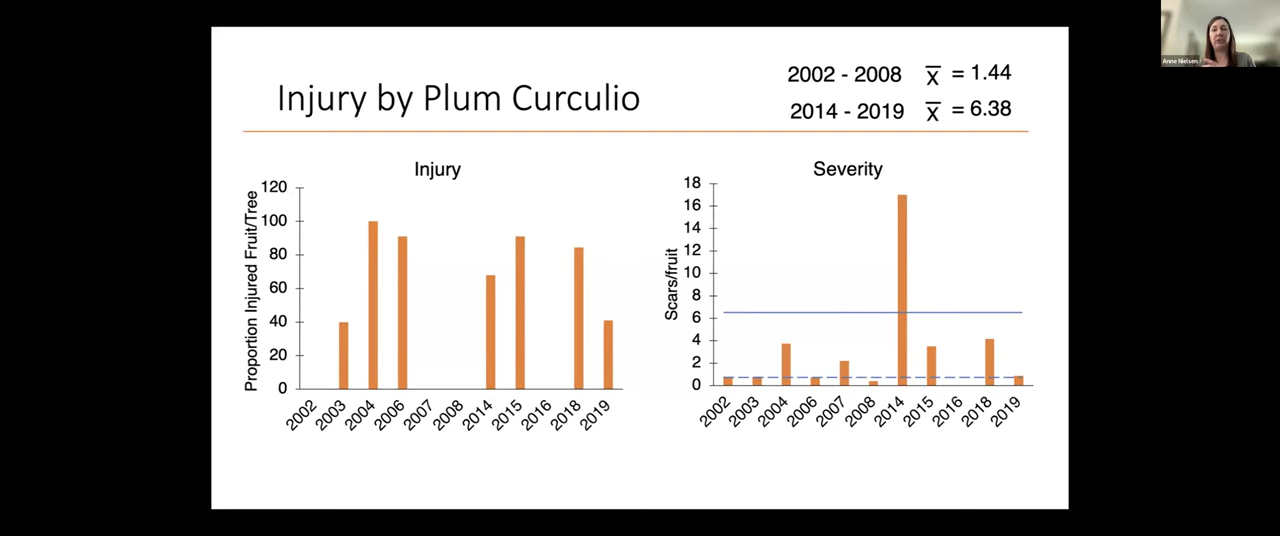 Injury by Plum Curculio
2002 - 2008 x̅ = 1.44
2014 - 2019 x̅ = 6.38
Injury
Proportion Injured Fruit/Tree
120
100
80
60
40
20
0
2002 2003 2004 2006 2007 2008 2014 2015 2016 2018 2019
Severity
Scars/fruit
18
16
14
12
10
8
6
4
2
0
2002 2003 2004 2006 2007 2008 2014 2015 2016 2018 2019
Anne Nielsen